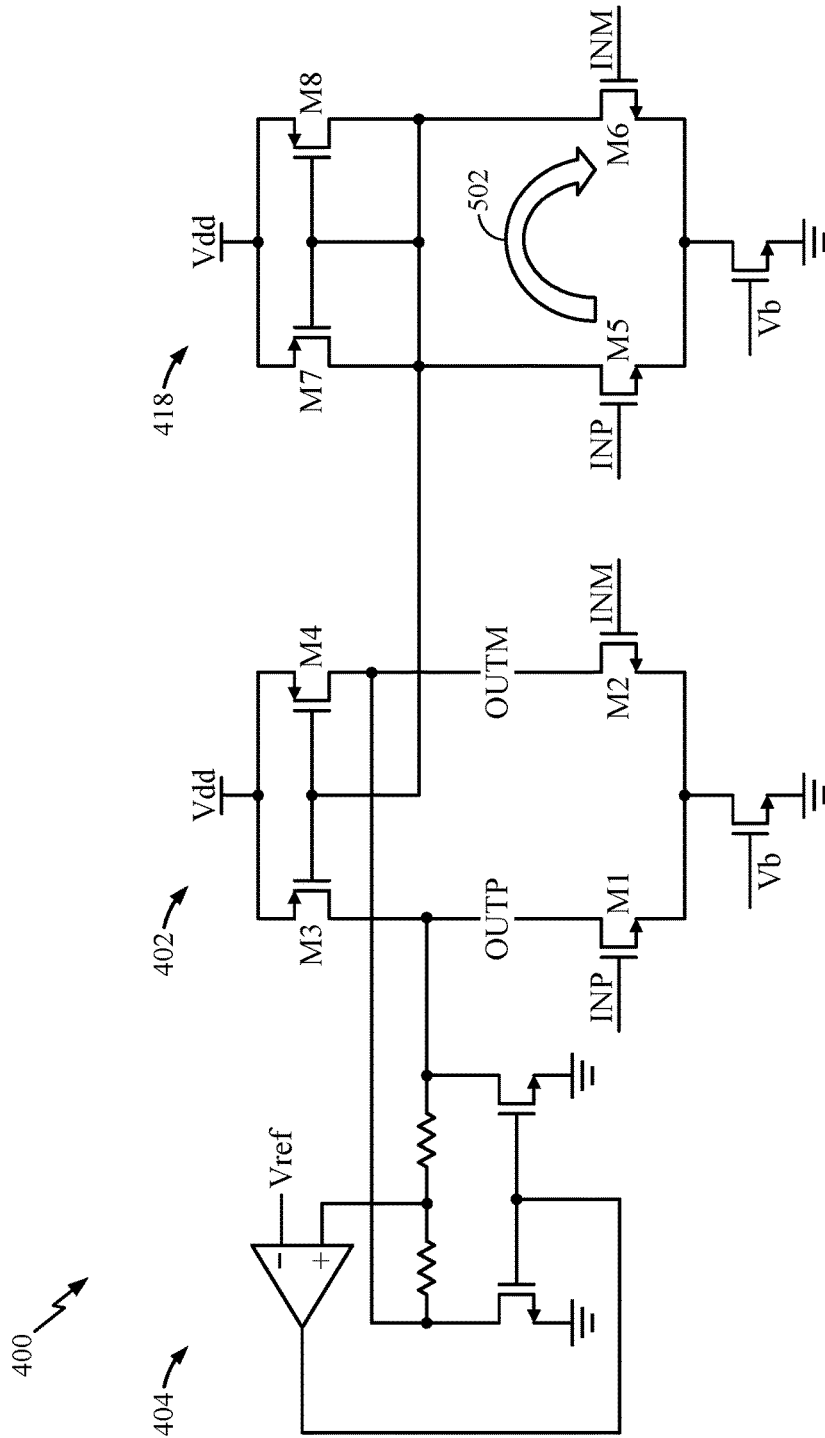 400
404
Vref
−
+
402
Vdd
M3
M4
OUTP
OUTM
INP
M1
M2
INM
Vb
418
Vdd
M7
M8
502
INP
M5
M6
INM
Vb